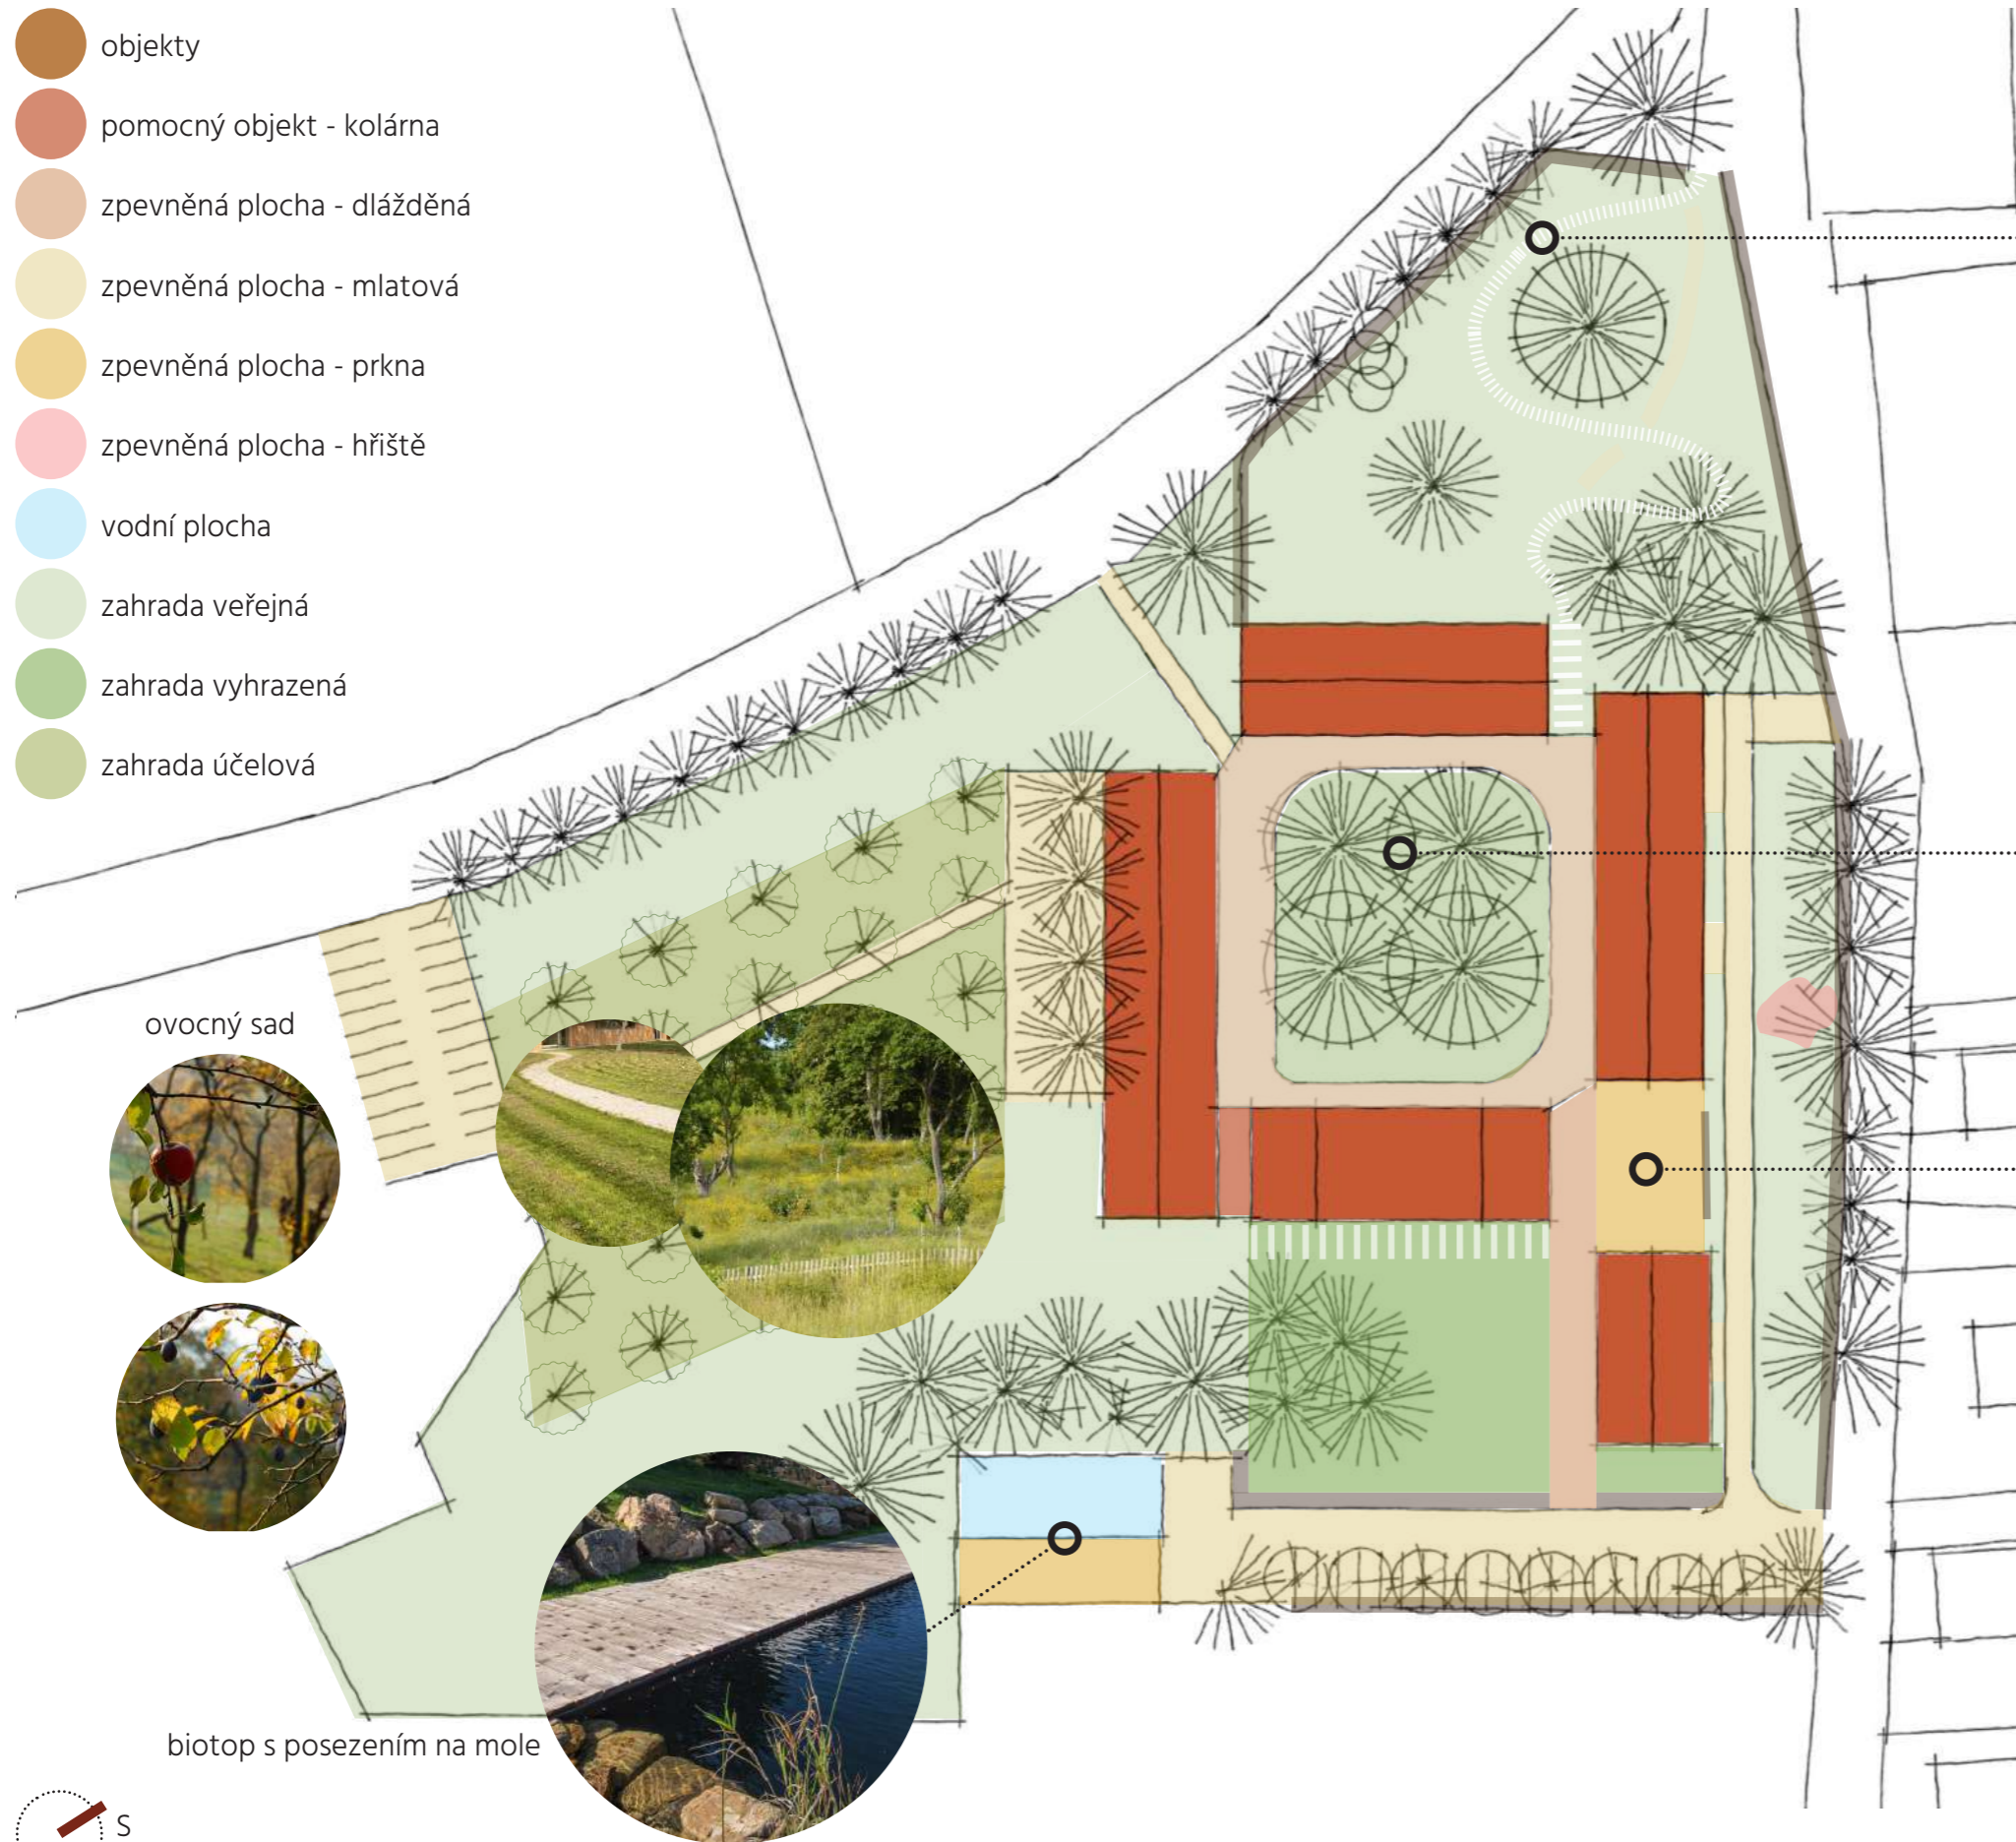 objekty
pomocný objekt - kolárna
zpevněná plocha - dlážděná
zpevněná plocha - mlatová
zpevněná plocha - prkna
zpevněná plocha - hřiště
vodní plocha
zahrada veřejná
zahrada vyhrazená
zahrada účelová
ovocný sad
biotop s posezením na mole
S